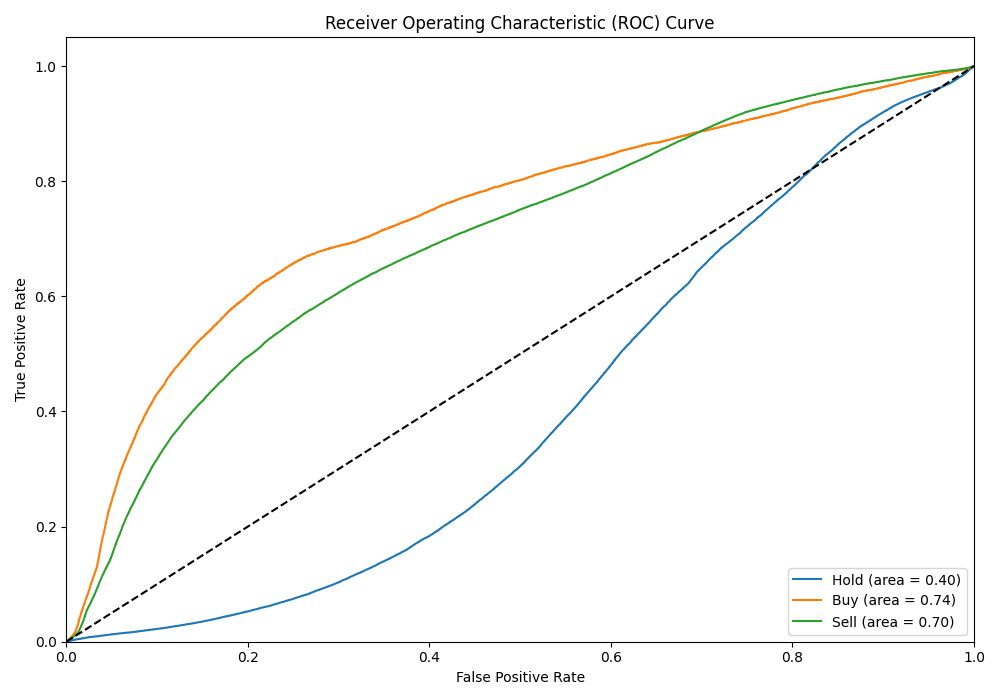 Receiver Operating Characteristic (ROC) Curve
True Positive Rate
1.0
0.8
0.6
0.4
0.2
0.0
0.0 0.2 0.4 0.6 0.8 1.0
False Positive Rate
Hold (area = 0.40)
Buy (area = 0.74)
Sell (area = 0.70)